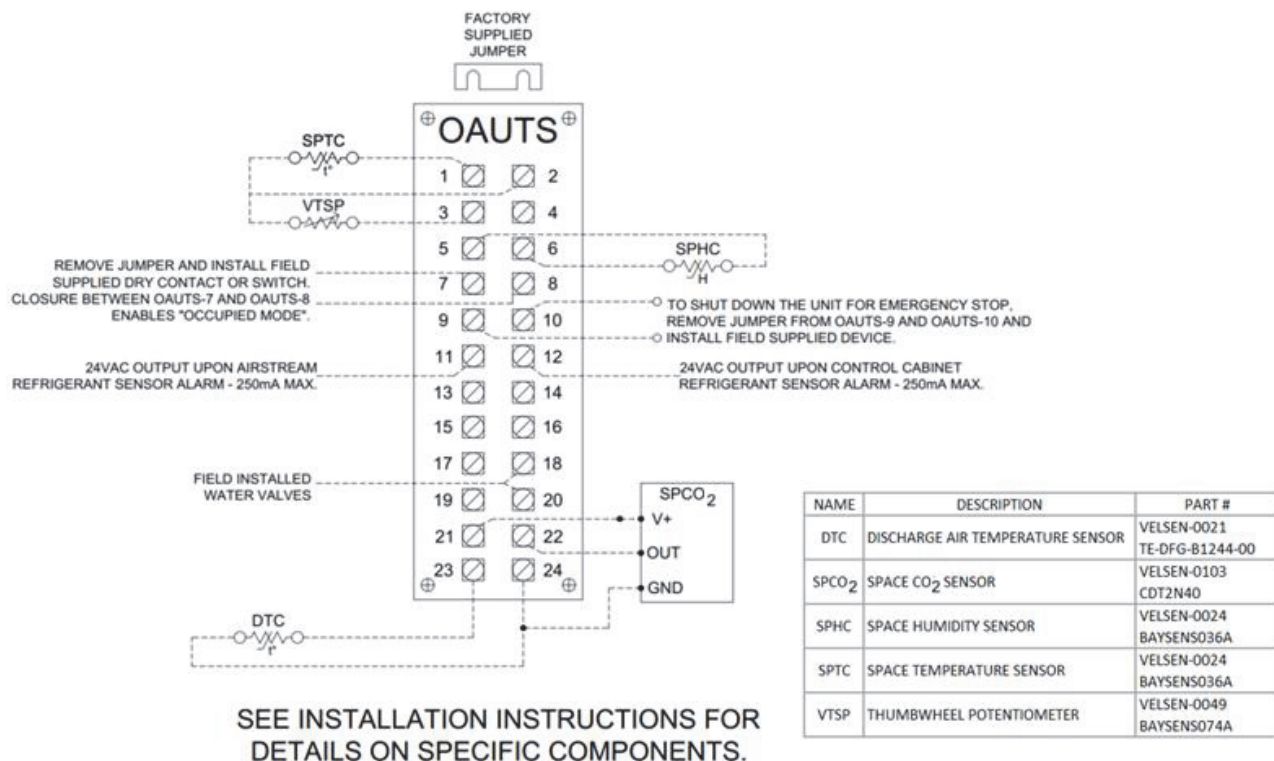 FACTORY
SUPPLIED
JUMPER
OAUTS
SPTC
t°
1
2
VTSP
3
4
5
6
SPHC
H
REMOVE JUMPER AND INSTALL FIELD
SUPPLIED DRY CONTACT OR SWITCH.
CLOSURE BETWEEN OAUTS-7 AND OAUTS-8
ENABLES "OCCUPIED MODE".
7
8
9
10
TO SHUT DOWN THE UNIT FOR EMERGENCY STOP,
REMOVE JUMPER FROM OAUTS-9 AND OAUTS-10 AND
INSTALL FIELD SUPPLIED DEVICE.
24VAC OUTPUT UPON AIRSTREAM
REFRIGERANT SENSOR ALARM - 250mA MAX.
11
12
24VAC OUTPUT UPON CONTROL CABINET
REFRIGERANT SENSOR ALARM - 250mA MAX.
13
14
15
16
17
18
FIELD INSTALLED
WATER VALVES
19
20
21
22
23
24
SPCO2
V+
OUT
GND
DTC
t°
NAME DESCRIPTION PART #
DTC DISCHARGE AIR TEMPERATURE SENSOR VELSEN-0021
TE-DFG-B1244-00
SPCO2 SPACE CO2 SENSOR VELSEN-0103
CDT2N40
SPHC SPACE HUMIDITY SENSOR VELSEN-0024
BAYSENS036A
SPTC SPACE TEMPERATURE SENSOR VELSEN-0024
BAYSENS036A
VTSP THUMBWHEEL POTENTIOMETER VELSEN-0049
BAYSENS074A
SEE INSTALLATION INSTRUCTIONS FOR
DETAILS ON SPECIFIC COMPONENTS.